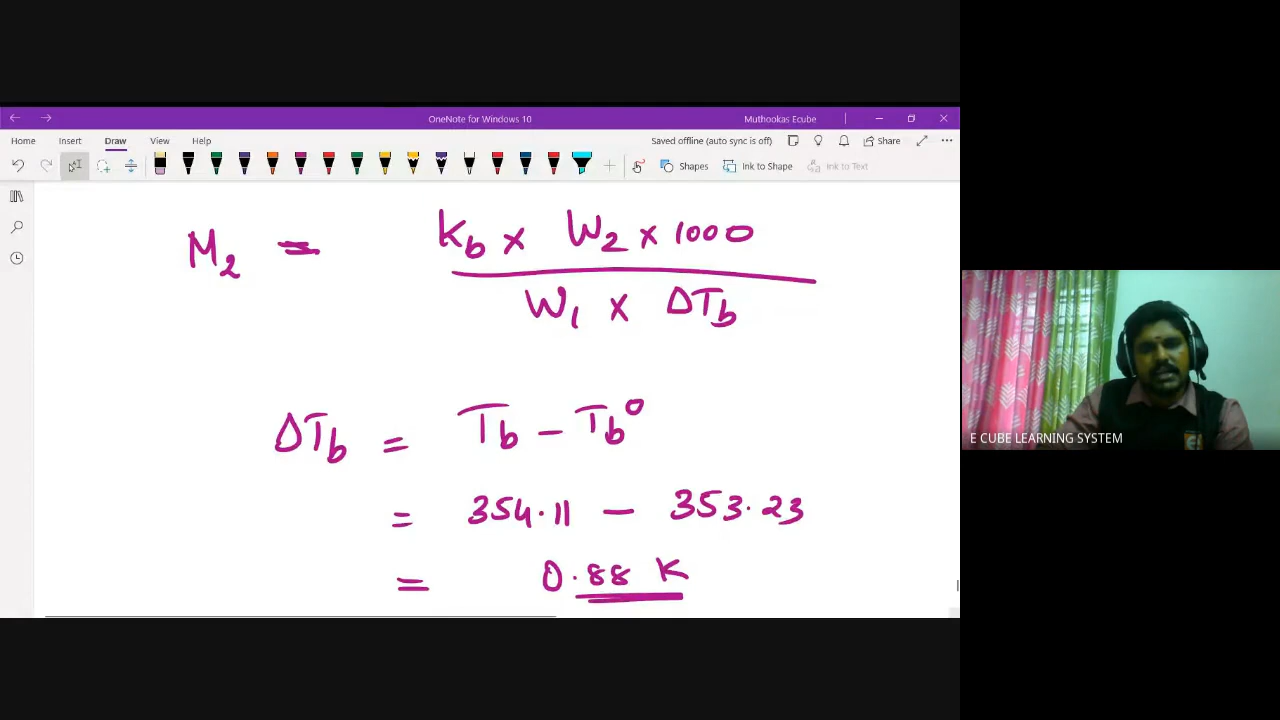 OneNote for Windows 10
Muthookas Ecube
Home Insert Draw View Help
Saved offline (auto sync is off)
Share
Shapes
Ink to Shape
Ink to Text
M₂ = Kb × W₂ × 1000
W₁ × ΔTb
ΔTb = Tb − Tb⁰
= 354.11 − 353.23
= 0.88 K
E CUBE LEARNING SYSTEM